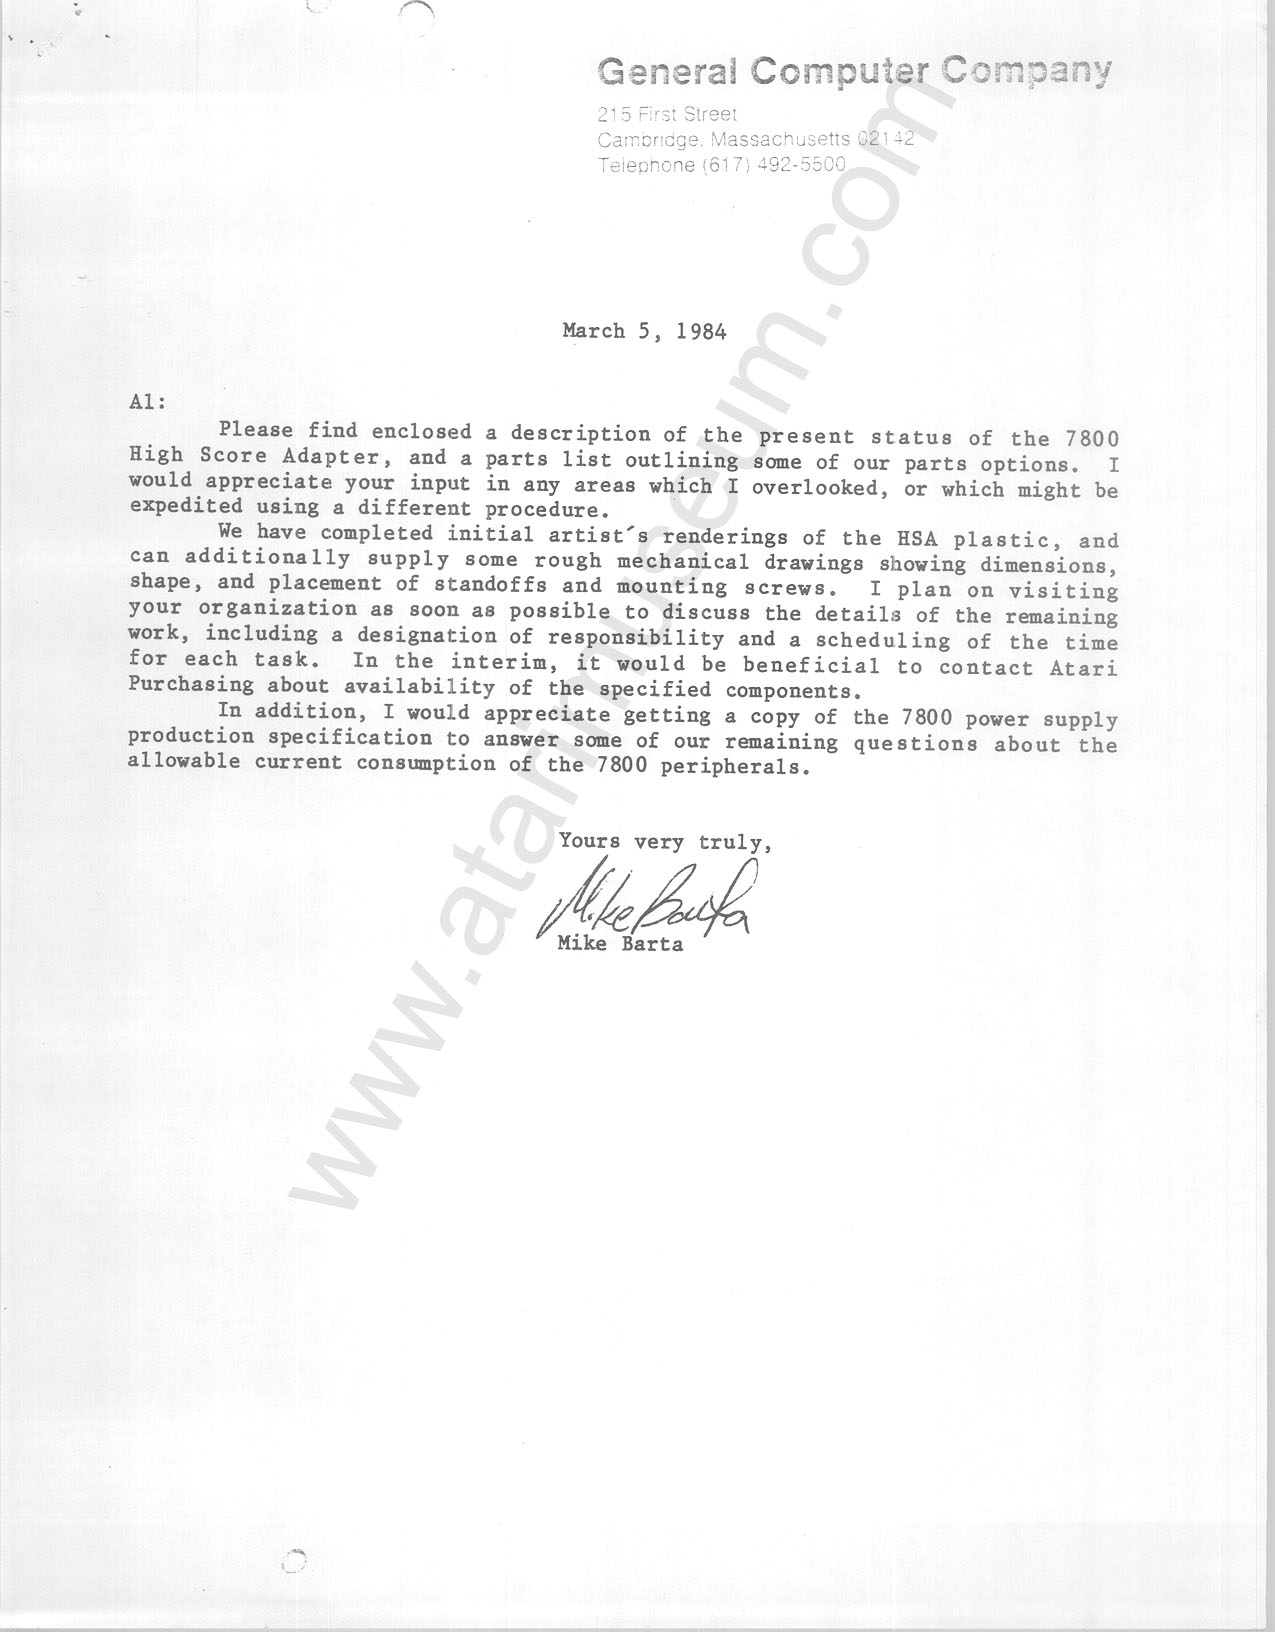 General Computer Company
215 First Street
Cambridge, Massachusetts 02142
Telephone (617) 492-5500
March 5, 1984
Al:
Please find enclosed a description of the present status of the 7800
High Score Adapter, and a parts list outlining some of our parts options. I
would appreciate your input in any areas which I overlooked, or which might be
expedited using a different procedure.
We have completed initial artist´s renderings of the HSA plastic, and
can additionally supply some rough mechanical drawings showing dimensions,
shape, and placement of standoffs and mounting screws. I plan on visiting
your organization as soon as possible to discuss the details of the remaining
work, including a designation of responsibility and a scheduling of the time
for each task. In the interim, it would be beneficial to contact Atari
Purchasing about availability of the specified components.
In addition, I would appreciate getting a copy of the 7800 power supply
production specification to answer some of our remaining questions about the
allowable current consumption of the 7800 peripherals.
Yours very truly,
Mike Barta
Mike Barta
www.atarimuseum.com